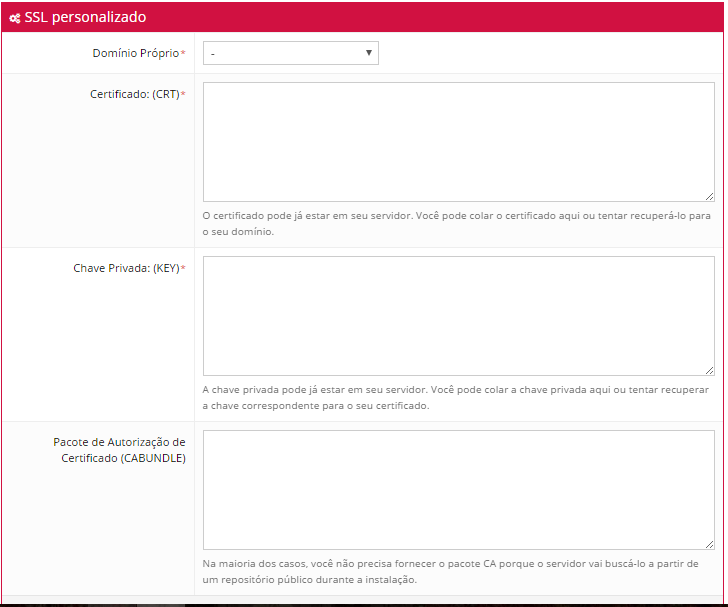 SSL personalizado
Domínio Próprio*
-
Certificado: (CRT)*
O certificado pode já estar em seu servidor. Você pode colar o certificado aqui ou tentar recuperá-lo para
o seu domínio.
Chave Privada: (KEY)*
A chave privada pode já estar em seu servidor. Você pode colar a chave privada aqui ou tentar recuperar
a chave correspondente para o seu certificado.
Pacote de Autorização de
Certificado (CABUNDLE)
Na maioria dos casos, você não precisa fornecer o pacote CA porque o servidor vai buscá-lo a partir de
um repositório público durante a instalação.